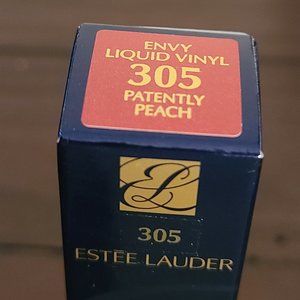 ENVY
LIQUID VINYL
305
PATENTLY
PEACH
305
ESTEE LAUDER